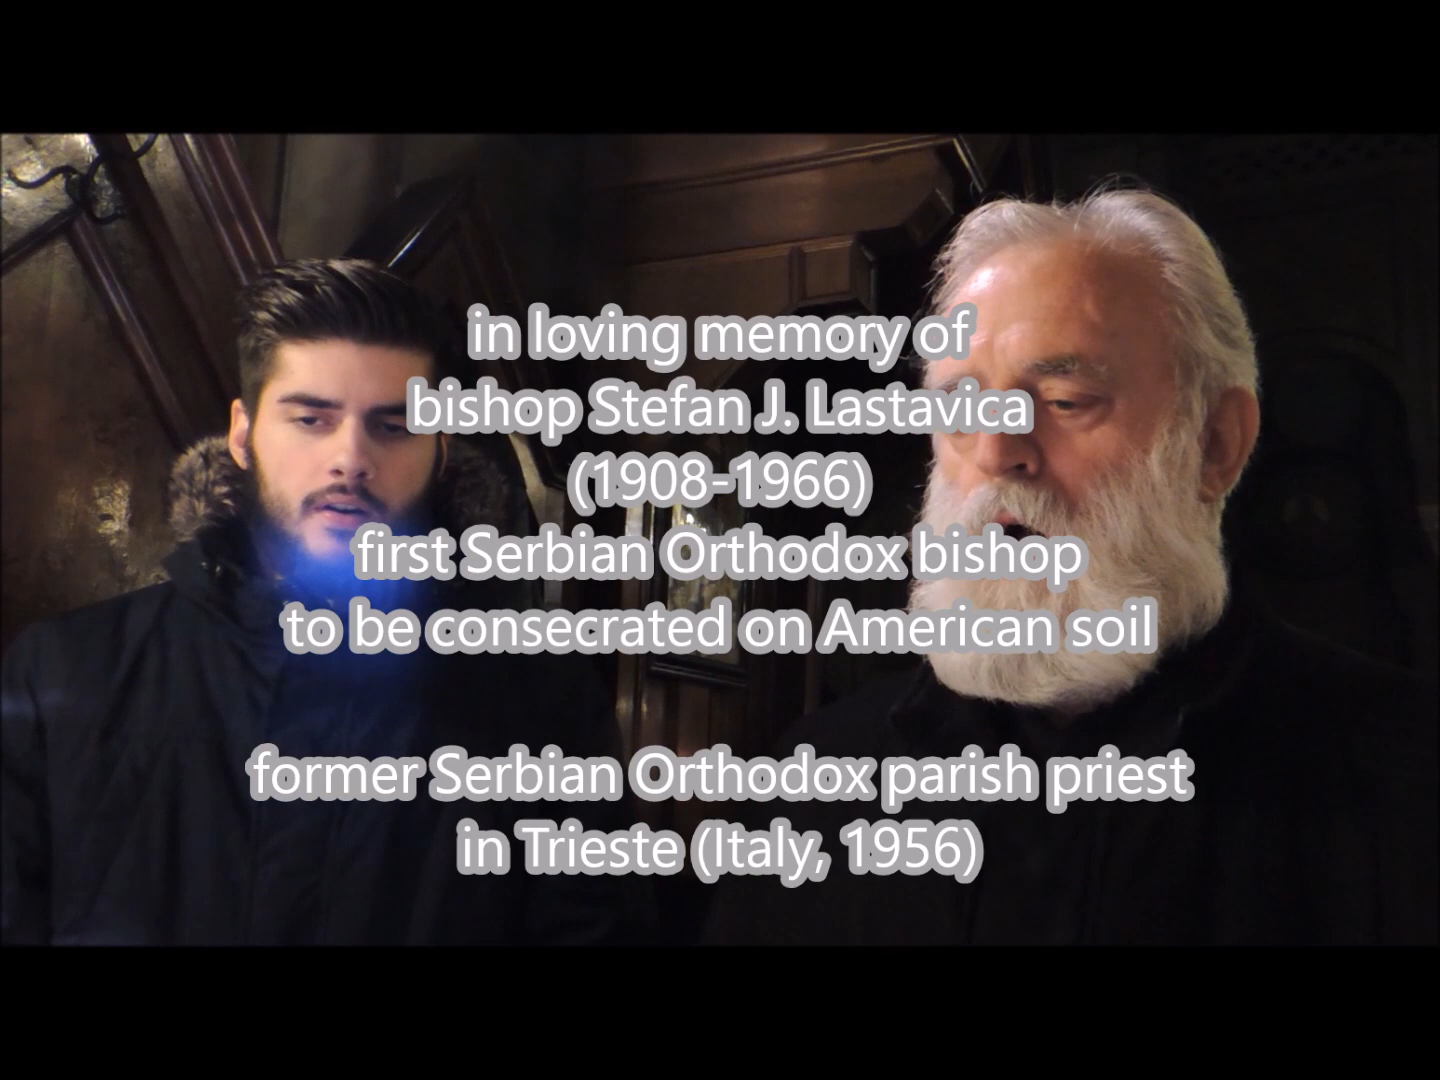 in loving memory of
bishop Stefan J. Lastavica
(1908-1966)
first Serbian Orthodox bishop
to be consecrated on American soil
former Serbian Orthodox parish priest
in Trieste (Italy, 1956)